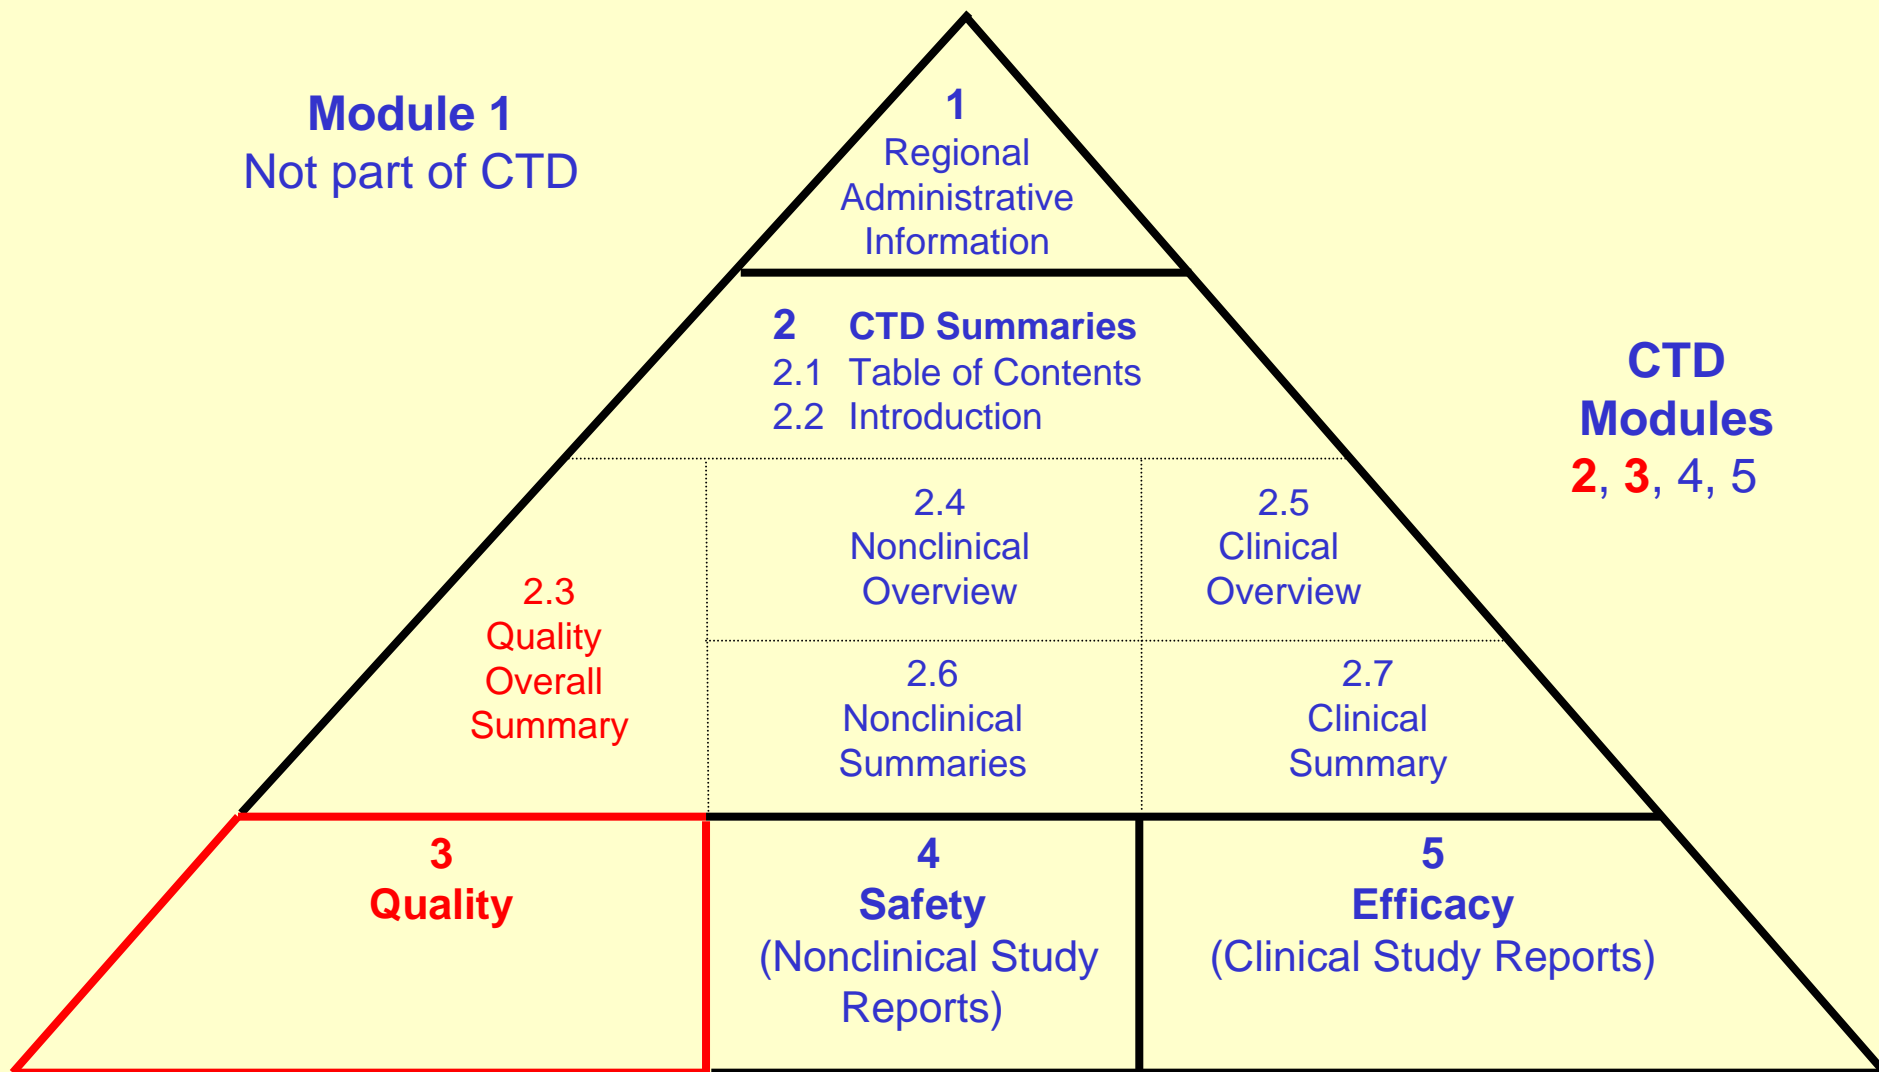 Module 1
Not part of CTD
1
Regional
Administrative
Information
2 CTD Summaries
2.1 Table of Contents
2.2 Introduction
CTD
Modules
2, 3, 4, 5
2.3
Quality
Overall
Summary
2.4
Nonclinical
Overview
2.5
Clinical
Overview
2.6
Nonclinical
Summaries
2.7
Clinical
Summary
3
Quality
4
Safety
(Nonclinical Study
Reports)
5
Efficacy
(Clinical Study Reports)